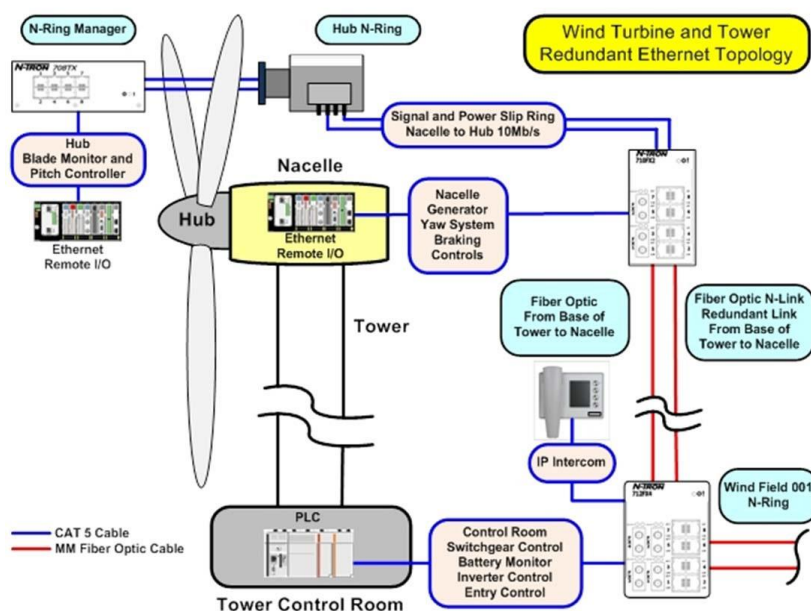 N-Ring Manager
Hub N-Ring
Wind Turbine and Tower
Redundant Ethernet Topology
N-TRON 708TX
Signal and Power Slip Ring
Nacelle to Hub 10Mb/s
Hub
Blade Monitor and
Pitch Controller
N-TRON
Nacelle
Hub
Ethernet
Remote I/O
Nacelle
Generator
Yaw System
Braking
Controls
Ethernet
Remote I/O
Tower
Fiber Optic
From Base of
Tower to Nacelle
Fiber Optic N-Link
Redundant Link
From Base of
Tower to Nacelle
IP Intercom
N-TRON
Wind Field 001
N-Ring
CAT 5 Cable
MM Fiber Optic Cable
PLC
Control Room
Switchgear Control
Battery Monitor
Inverter Control
Entry Control
Tower Control Room